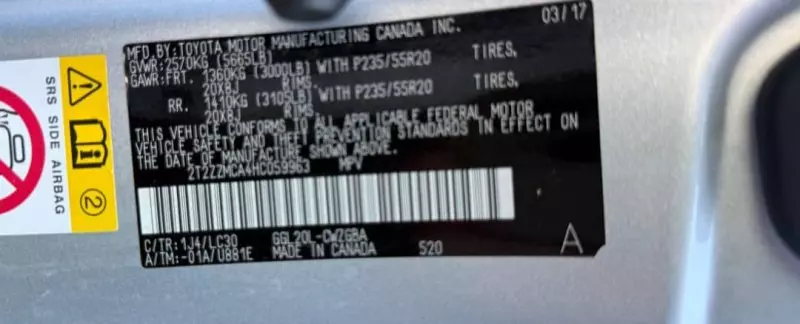 MFD. BY: TOYOTA MOTOR MANUFACTURING CANADA INC. 03/17
GVWR: 2570KG (5665LB)
GAWR: FRT. 1360KG (3000LB) WITH P235/55R20 TIRES,
20X8J RIMS,
RR. 1410KG (3105LB) WITH P235/55R20 TIRES,
20X8J RIMS,
THIS VEHICLE CONFORMS TO ALL APPLICABLE FEDERAL MOTOR
VEHICLE SAFETY AND THEFT PREVENTION STANDARDS IN EFFECT ON
THE DATE OF MANUFACTURE SHOWN ABOVE.
2T2ZZMCA4HC059963 MPV
C/TR: 1J4/LC30 GGL20L-CWZGBA
A/TM: -01A/U881E MADE IN CANADA 520 A
SRS SIDE AIRBAG
2